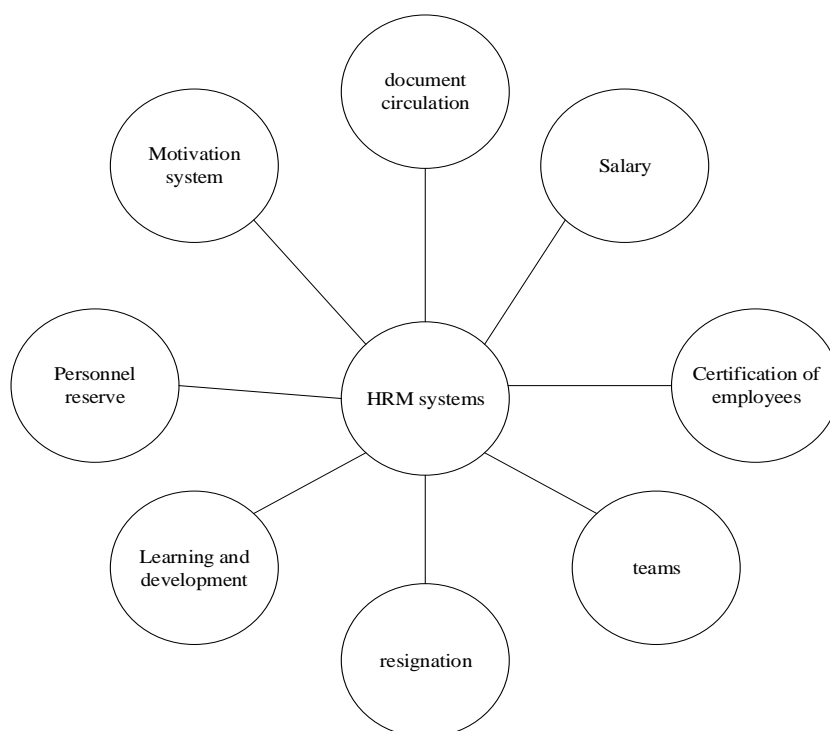 document
circulation
Motivation
system
Salary
Personnel
reserve
HRM systems
Certification of
employees
Learning and
development
teams
resignation